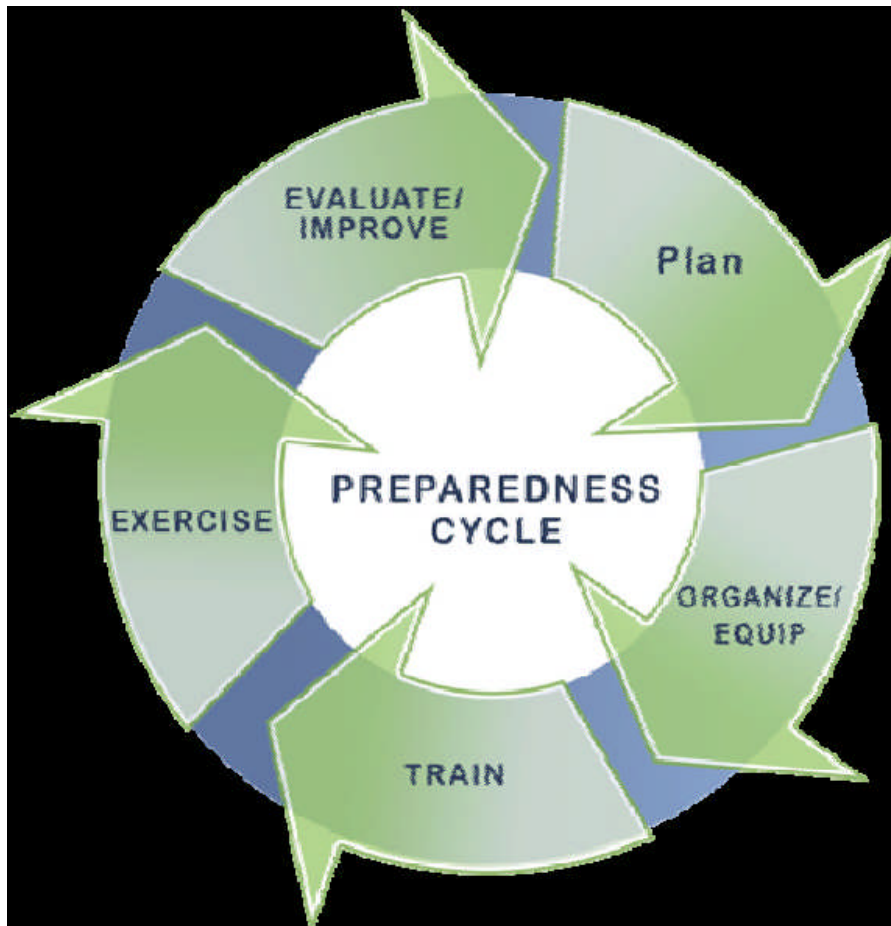 EVALUATE/
IMPROVE
Plan
PREPAREDNESS
CYCLE
EXERCISE
ORGANIZE/
EQUIP
TRAIN